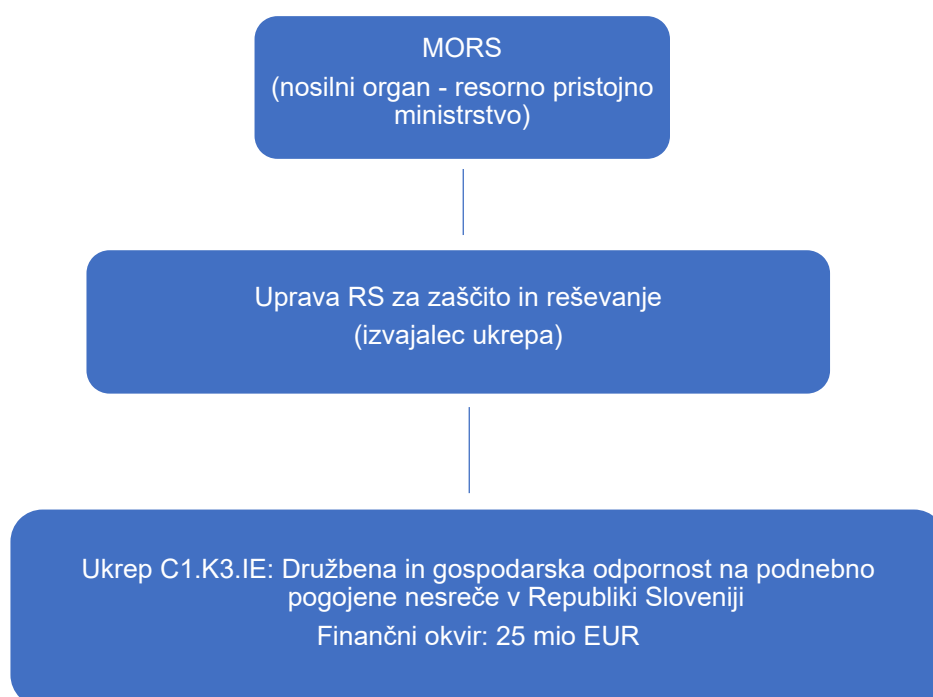 MORS
(nosilni organ - resorno pristojno
ministrstvo)
Uprava RS za zaščito in reševanje
(izvajalec ukrepa)
Ukrep C1.K3.IE: Družbena in gospodarska odpornost na podnebno
pogojene nesreče v Republiki Sloveniji
Finančni okvir: 25 mio EUR